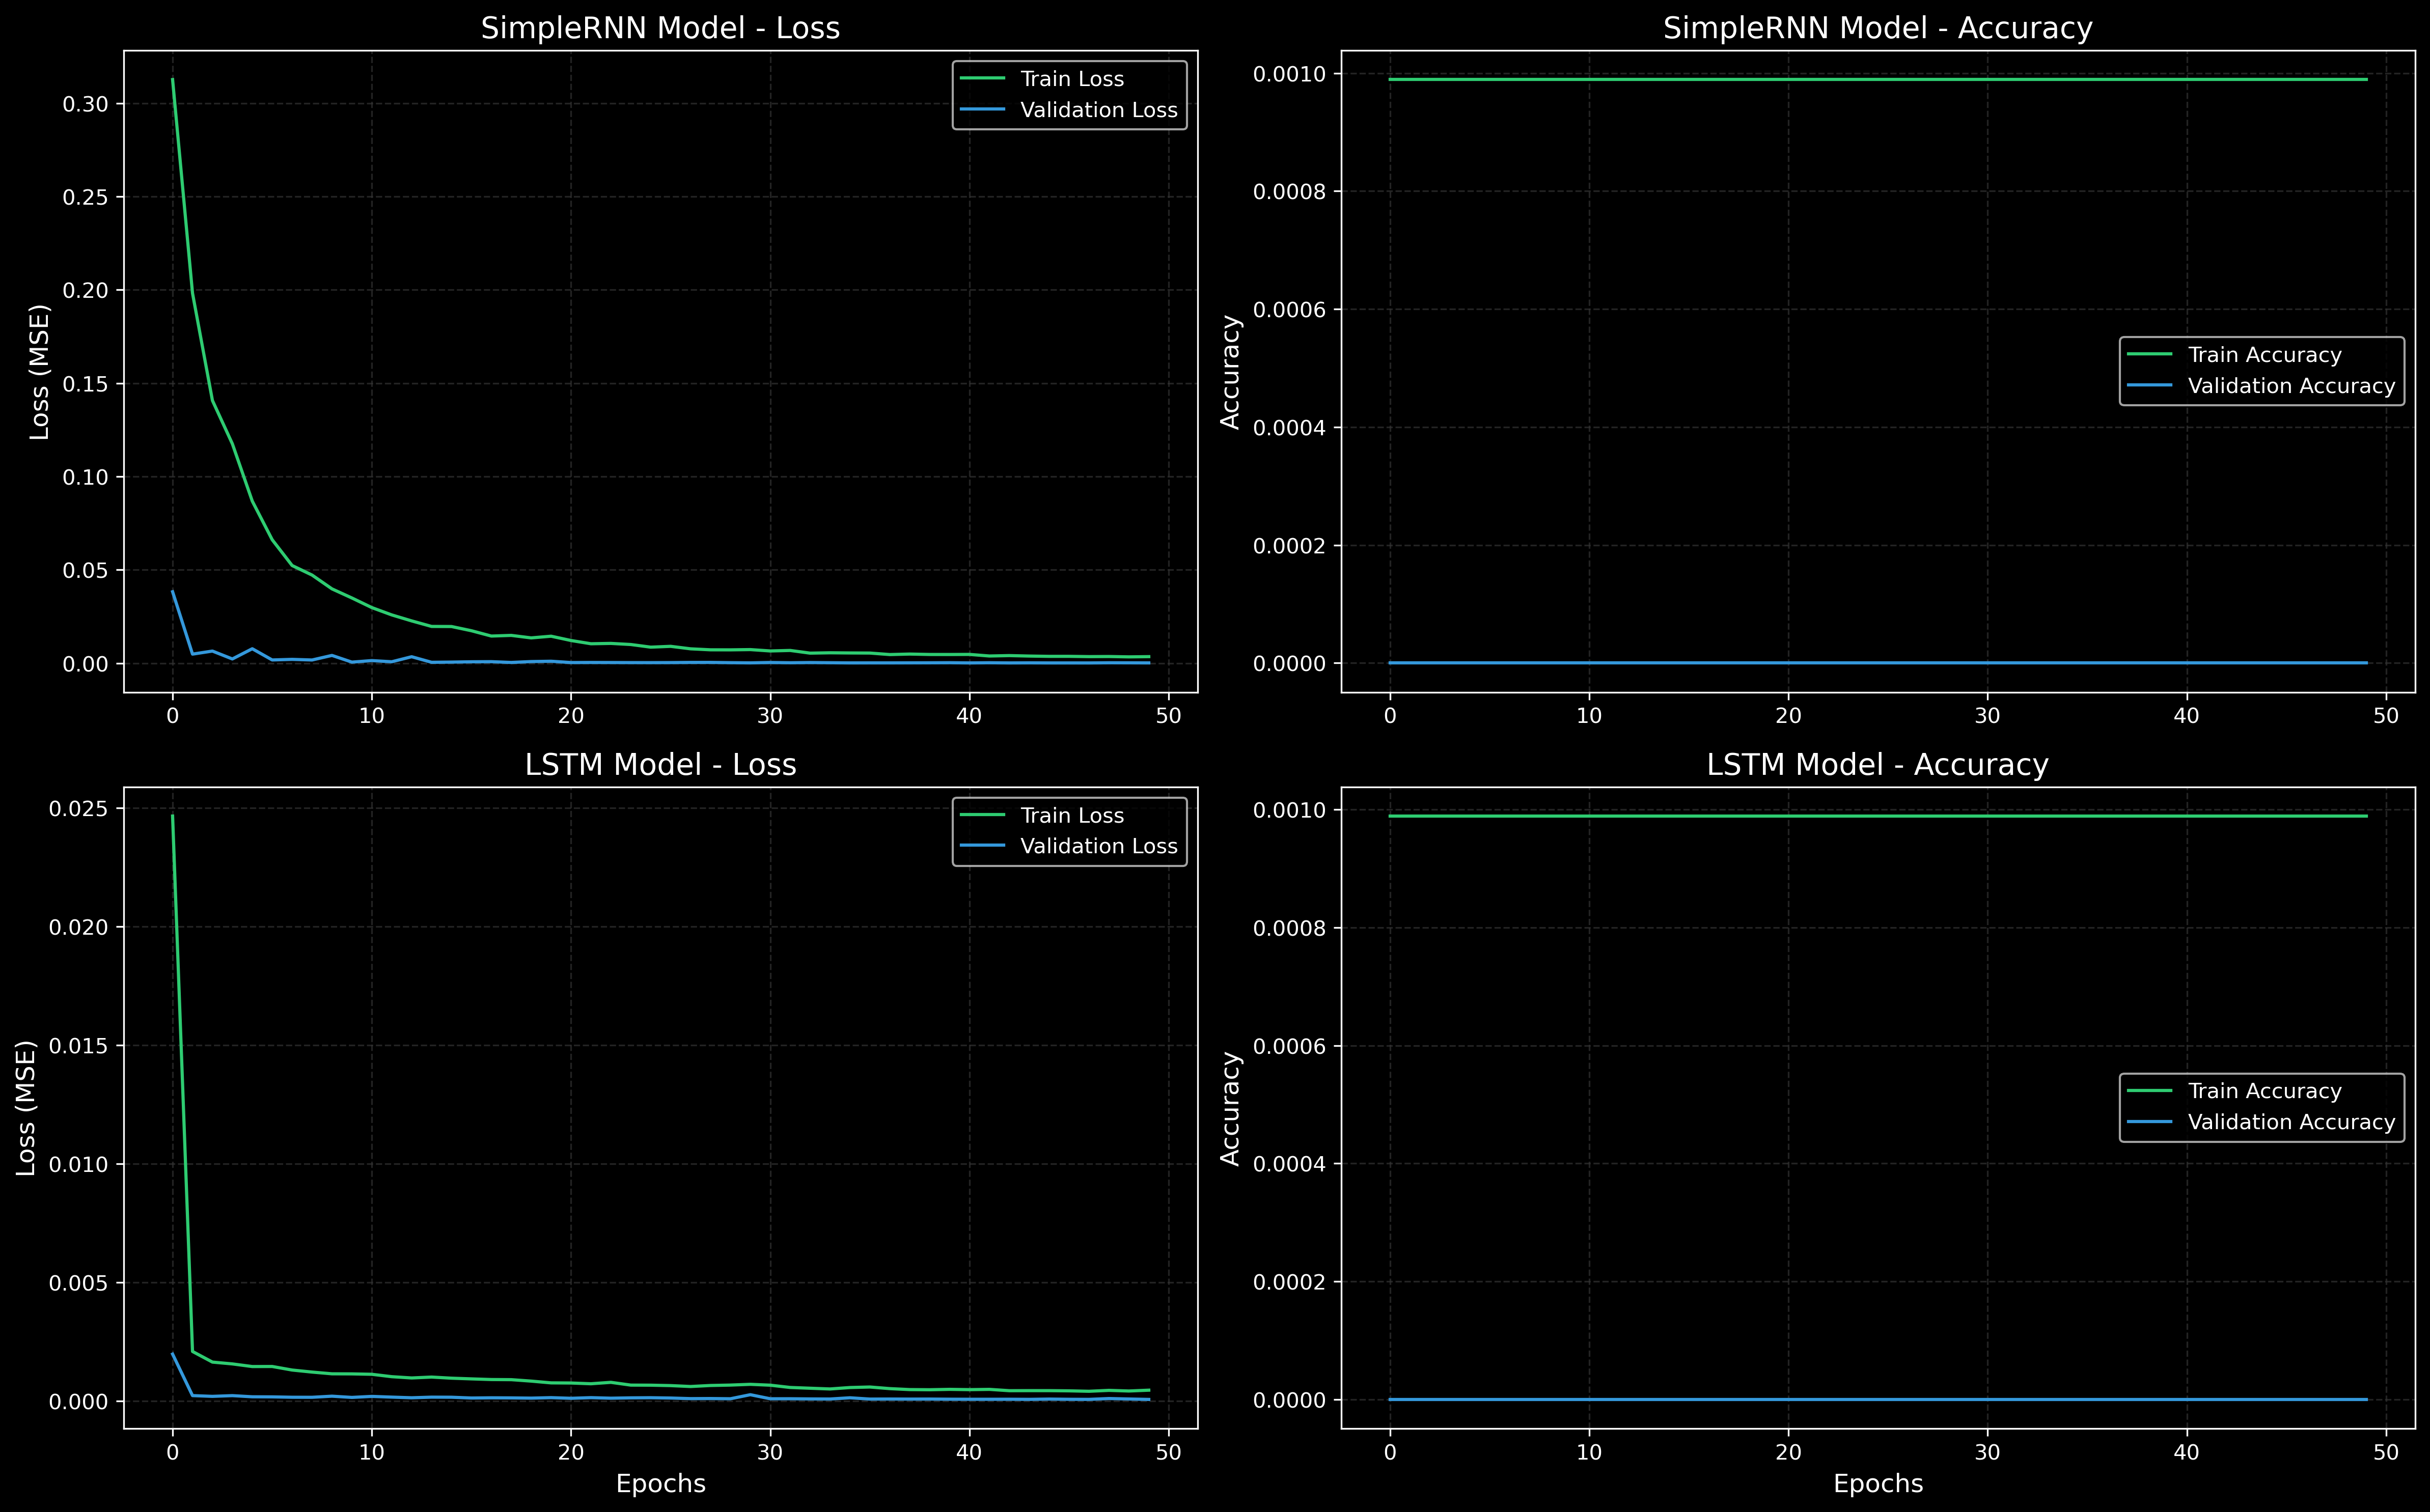 SimpleRNN Model - Loss
Loss (MSE)
0.30
0.25
0.20
0.15
0.10
0.05
0.00
0 10 20 30 40 50
Train Loss
Validation Loss
SimpleRNN Model - Accuracy
Accuracy
0.0010
0.0008
0.0006
0.0004
0.0002
0.0000
0 10 20 30 40 50
Train Accuracy
Validation Accuracy
LSTM Model - Loss
Loss (MSE)
0.025
0.020
0.015
0.010
0.005
0.000
0 10 20 30 40 50
Epochs
Train Loss
Validation Loss
LSTM Model - Accuracy
Accuracy
0.0010
0.0008
0.0006
0.0004
0.0002
0.0000
0 10 20 30 40 50
Epochs
Train Accuracy
Validation Accuracy